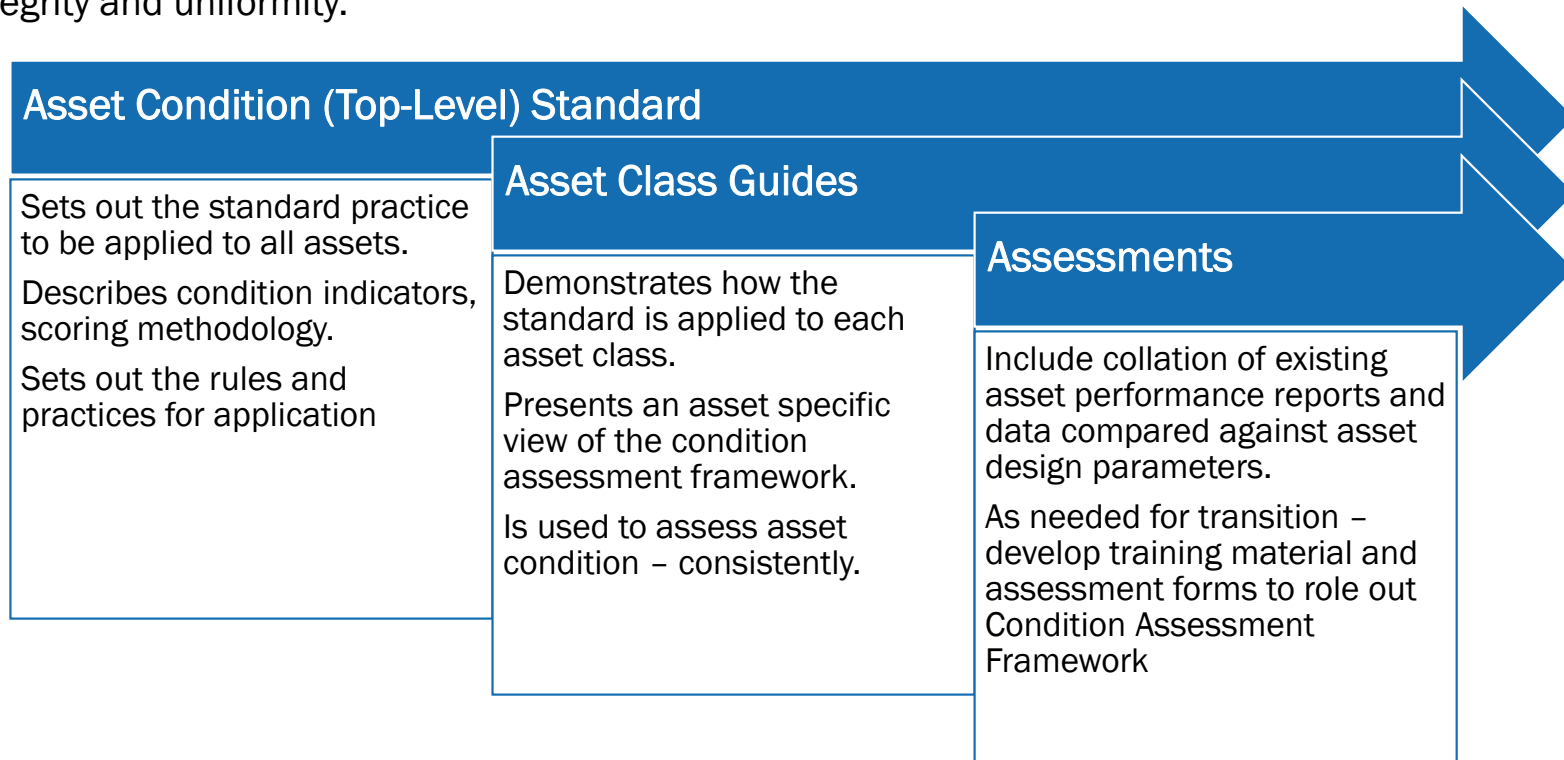 and uniformity.
Asset Condition (Top-Level) Standard
Sets out the standard practice
to be applied to all assets.
Describes condition indicators,
scoring methodology.
Sets out the rules and
practices for application
Asset Class Guides
Demonstrates how the
standard is applied to each
asset class.
Presents an asset specific
view of the condition
assessment framework.
Is used to assess asset
condition – consistently.
Assessments
Include collation of existing
asset performance reports and
data compared against asset
design parameters.
As needed for transition –
develop training material and
assessment forms to role out
Condition Assessment
Framework